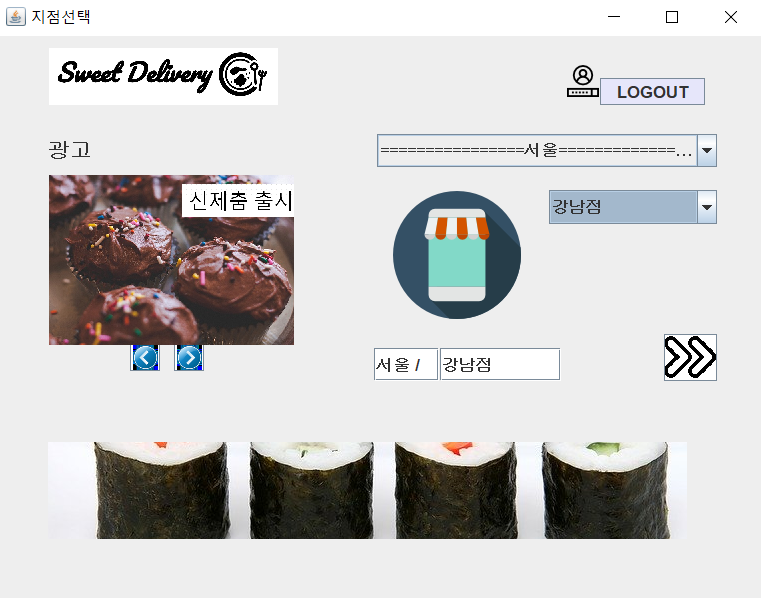 지점선택
Sweet Delivery
LOGOUT
광고
================서울=============...
신제춤 출시
강남점
서울 /
강남점